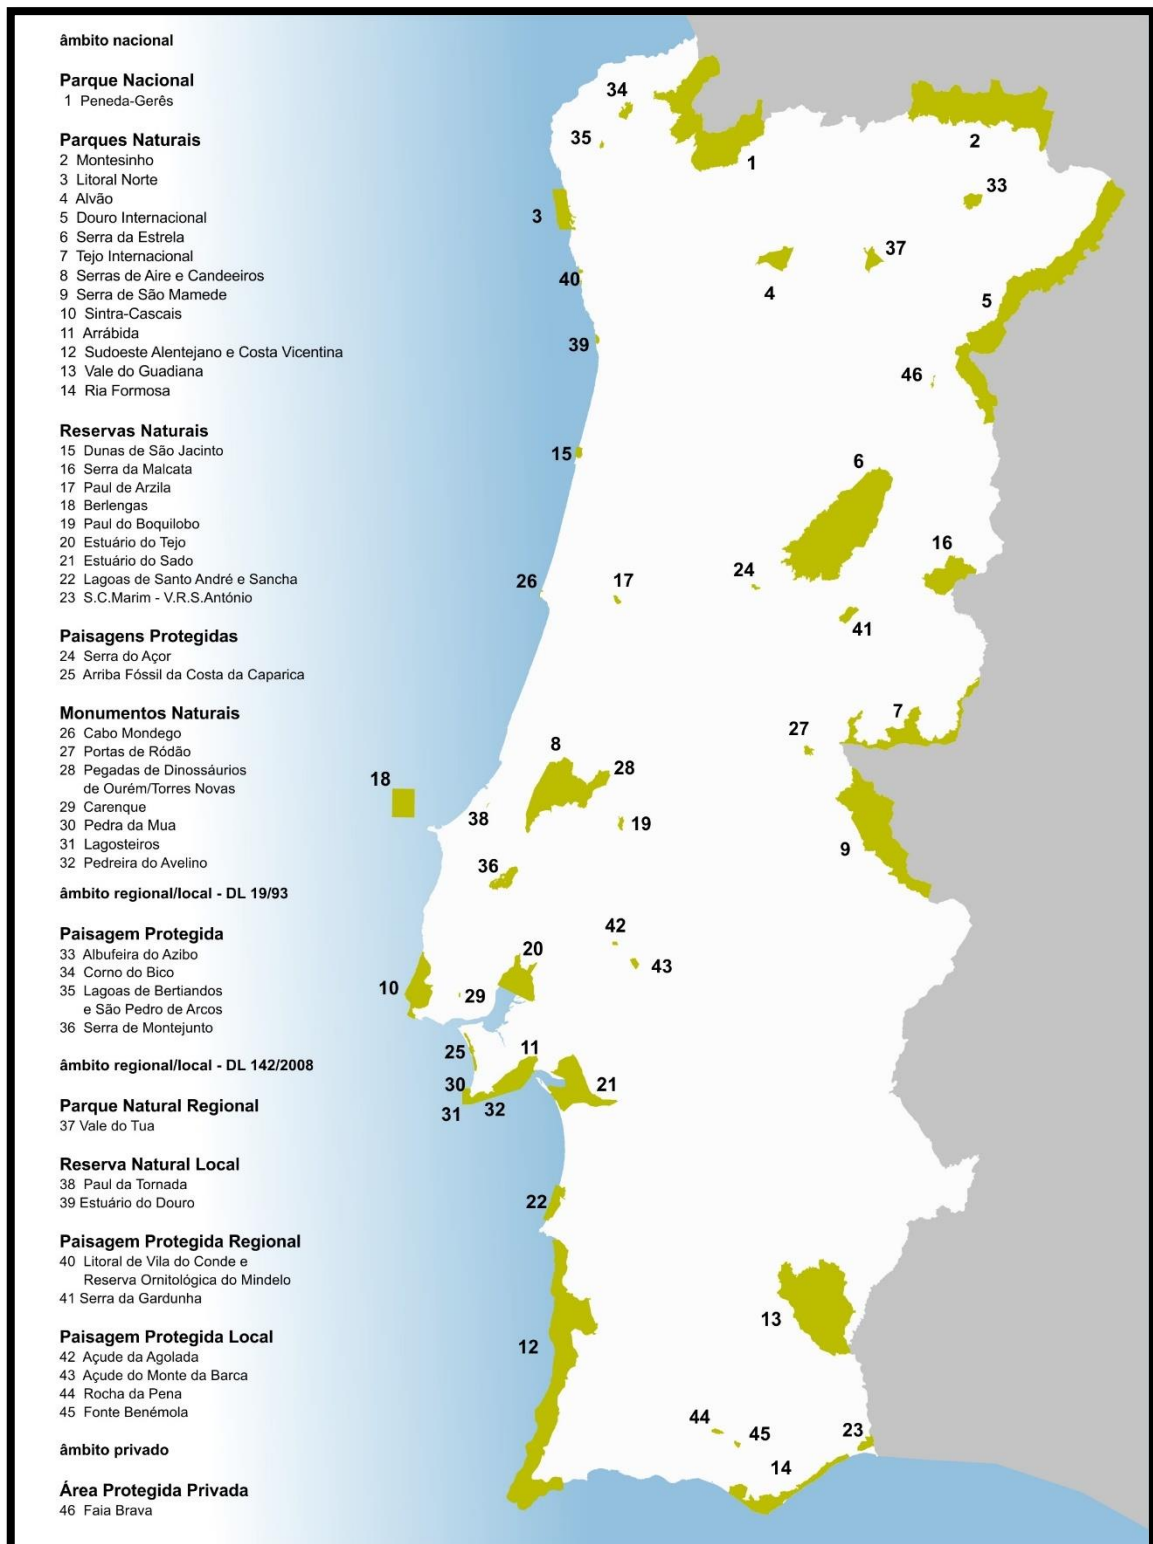 âmbito nacional
Parque Nacional
1 Peneda-Gerês
Parques Naturais
2 Montesinho
3 Litoral Norte
4 Alvão
5 Douro Internacional
6 Serra da Estrela
7 Tejo Internacional
8 Serras de Aire e Candeeiros
9 Serra de São Mamede
10 Sintra-Cascais
11 Arrábida
12 Sudoeste Alentejano e Costa Vicentina
13 Vale do Guadiana
14 Ria Formosa
Reservas Naturais
15 Dunas de São Jacinto
16 Serra da Malcata
17 Paul de Arzila
18 Berlengas
19 Paul do Boquilobo
20 Estuário do Tejo
21 Estuário do Sado
22 Lagoas de Santo André e Sancha
23 S.C.Marim - V.R.S.António
Paisagens Protegidas
24 Serra do Açor
25 Arriba Fóssil da Costa da Caparica
Monumentos Naturais
26 Cabo Mondego
27 Portas de Ródão
28 Pegadas de Dinossáurios
de Ourém/Torres Novas
29 Carenque
30 Pedra da Mua
31 Lagosteiros
32 Pedreira do Avelino
âmbito regional/local - DL 19/93
Paisagem Protegida
33 Albufeira do Azibo
34 Corno do Bico
35 Lagoas de Bertiandos
e São Pedro de Arcos
36 Serra de Montejunto
âmbito regional/local - DL 142/2008
Parque Natural Regional
37 Vale do Tua
Reserva Natural Local
38 Paul da Tornada
39 Estuário do Douro
Paisagem Protegida Regional
40 Litoral de Vila do Conde e
Reserva Ornitológica do Mindelo
41 Serra da Gardunha
Paisagem Protegida Local
42 Açude da Agolada
43 Açude do Monte da Barca
44 Rocha da Pena
45 Fonte Benémola
âmbito privado
Área Protegida Privada
46 Faia Brava
34
35
1
2
33
3
40
4
37
5
39
46
15
6
16
26
17
24
41
7
27
8
28
18
38
19
9
36
42
43
20
10
29
25
11
30
31
32
21
22
13
12
44
45
23
14